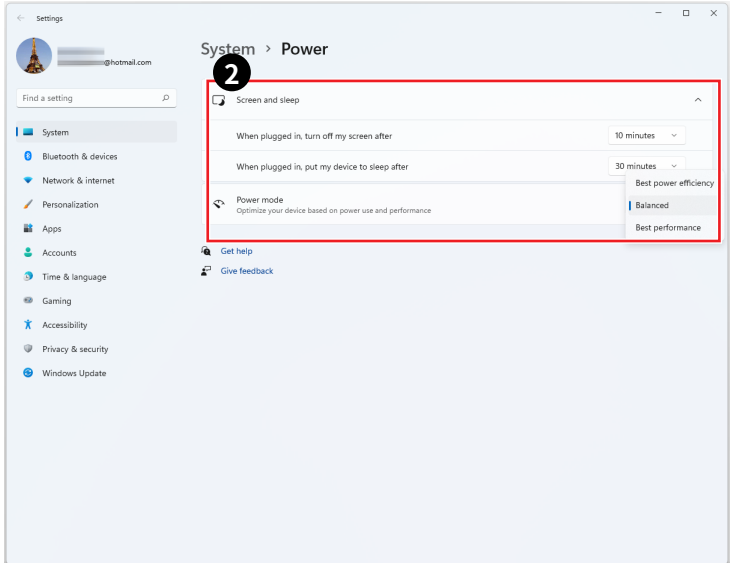 Settings
@hotmail.com
System > Power
2
Find a setting
Screen and sleep
System
When plugged in, turn off my screen after 10 minutes
Bluetooth & devices
When plugged in, put my device to sleep after 30 minutes
Network & internet
Best power efficiency
Personalization
Power mode
Balanced
Optimize your device based on power use and performance
Apps
Best performance
Accounts
Get help
Time & language
Give feedback
Gaming
Accessibility
Privacy & security
Windows Update